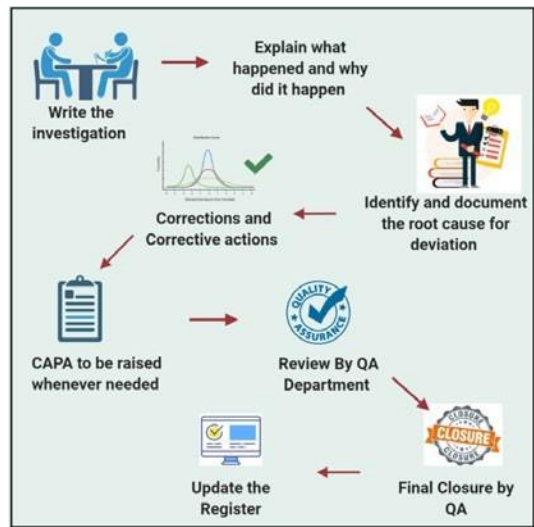 Write the
investigation
Explain what
happened and why
did it happen
Identify and document
the root cause for
deviation
Corrections and
Corrective actions
CAPA to be raised
whenever needed
QUALITY
ASSURANCE
Review By QA
Department
CLOSURE
CLOSURE
CLOSURE
Final Closure by
QA
Update the
Register